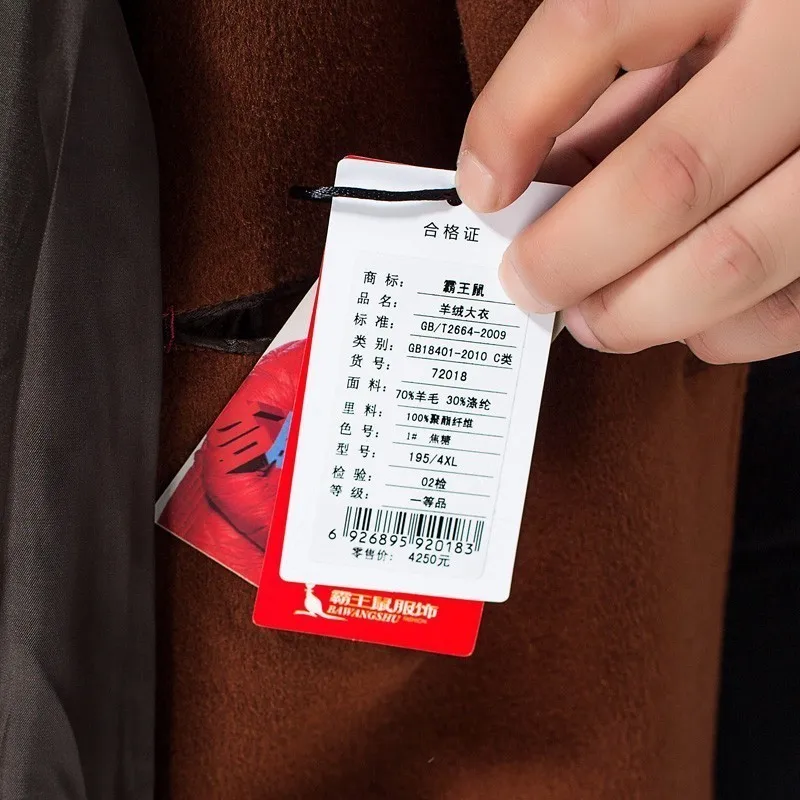 合格证
商标: 霸王鼠
品名: 羊绒大衣
标准: GB/T2664-2009
类别: GB18401-2010 C类
货号: 72018
面料: 70%羊毛 30%涤纶
里料: 100%聚酯纤维
色号: 1# 焦糖
型号: 195/4XL
检验: 02检
等级: 一等品
6 926895 920183
零售价: 4250元
霸王鼠服饰
BAWANGSHU
FASHION